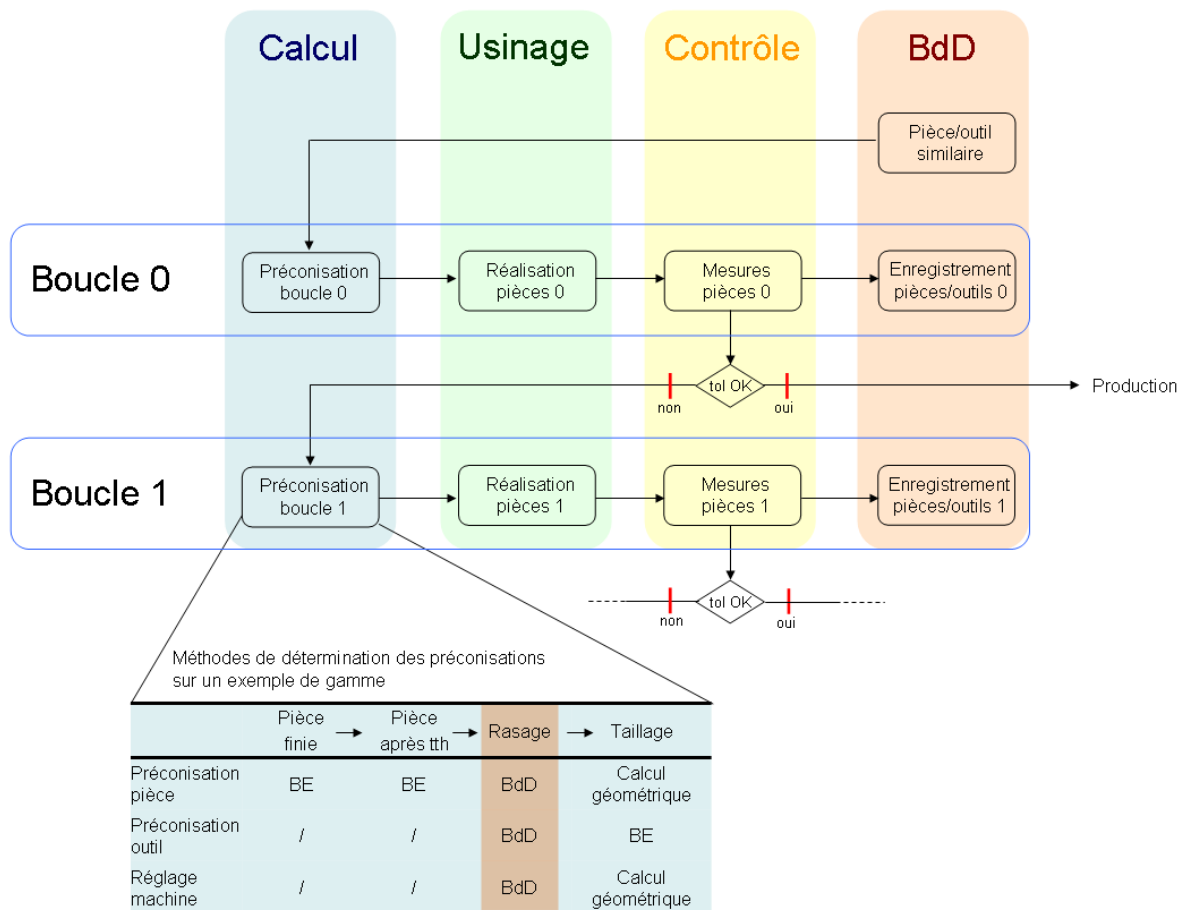 Calcul
Usinage
Contrôle
BdD
Pièce/outil
similaire
Boucle 0
Préconisation
boucle 0
Réalisation
pièces 0
Mesures
pièces 0
Enregistrement
pièces/outils 0
tol OK
non
oui
Production
Boucle 1
Préconisation
boucle 1
Réalisation
pièces 1
Mesures
pièces 1
Enregistrement
pièces/outils 1
tol OK
non
oui
Méthodes de détermination des préconisations
sur un exemple de gamme
Pièce
finie
Pièce
après tth
Rasage
Taillage
Préconisation
pièce
BE
BE
BdD
Calcul
géométrique
Préconisation
outil
/
/
BdD
BE
Réglage
machine
/
/
BdD
Calcul
géométrique